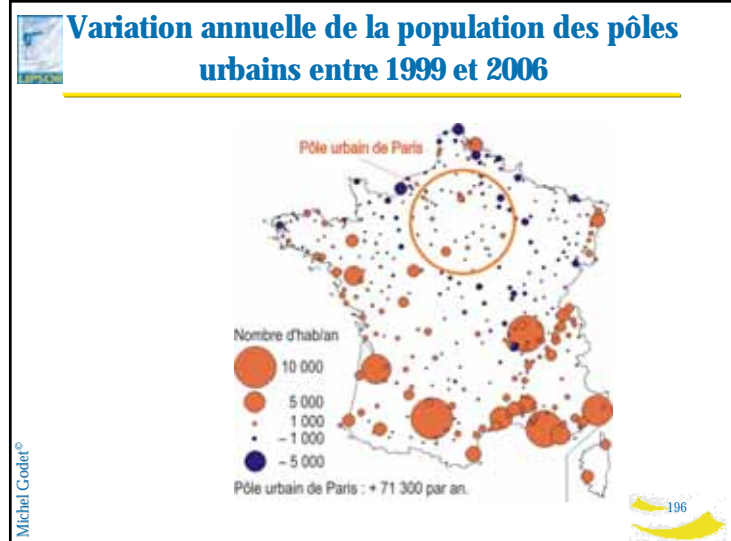 Variation annuelle de la population des pôles
urbains entre 1999 et 2006
LIPSOR
Pôle urbain de Paris
Nombre d'hab/an
10 000
5 000
1 000
– 1 000
– 5 000
Pôle urbain de Paris : + 71 300 par an.
Michel Godet©
196